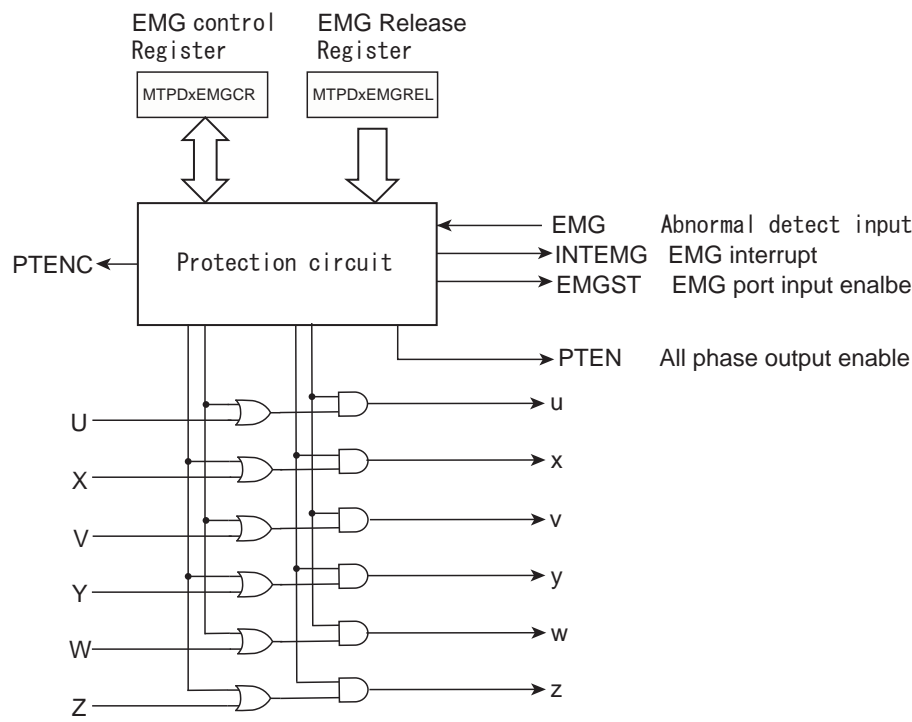 EMG control
Register
EMG Release
Register
MTPDxEMGCR
MTPDxEMGREL
Protection circuit
PTENC
EMG Abnormal detect input
INTEMG EMG interrupt
EMGST EMG port input enalbe
PTEN All phase output enable
U u
X x
V v
Y y
W w
Z z